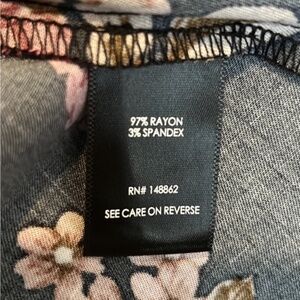 97% RAYON
3% SPANDEX
RN# 148862
SEE CARE ON REVERSE